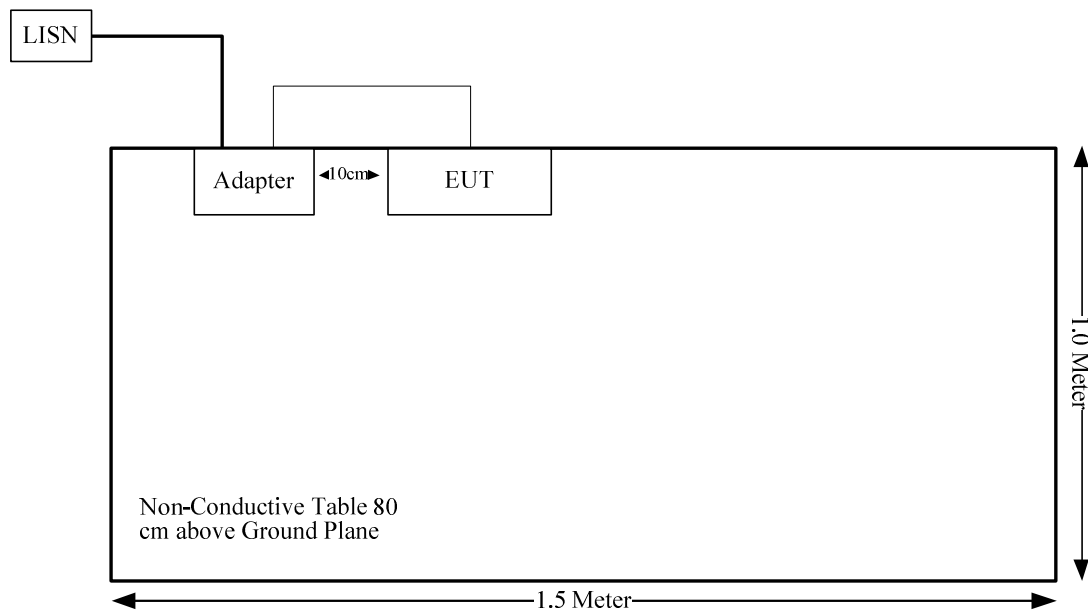 LISN
Adapter
10cm
EUT
1.0 Meter
Non-Conductive Table 80
cm above Ground Plane
1.5 Meter